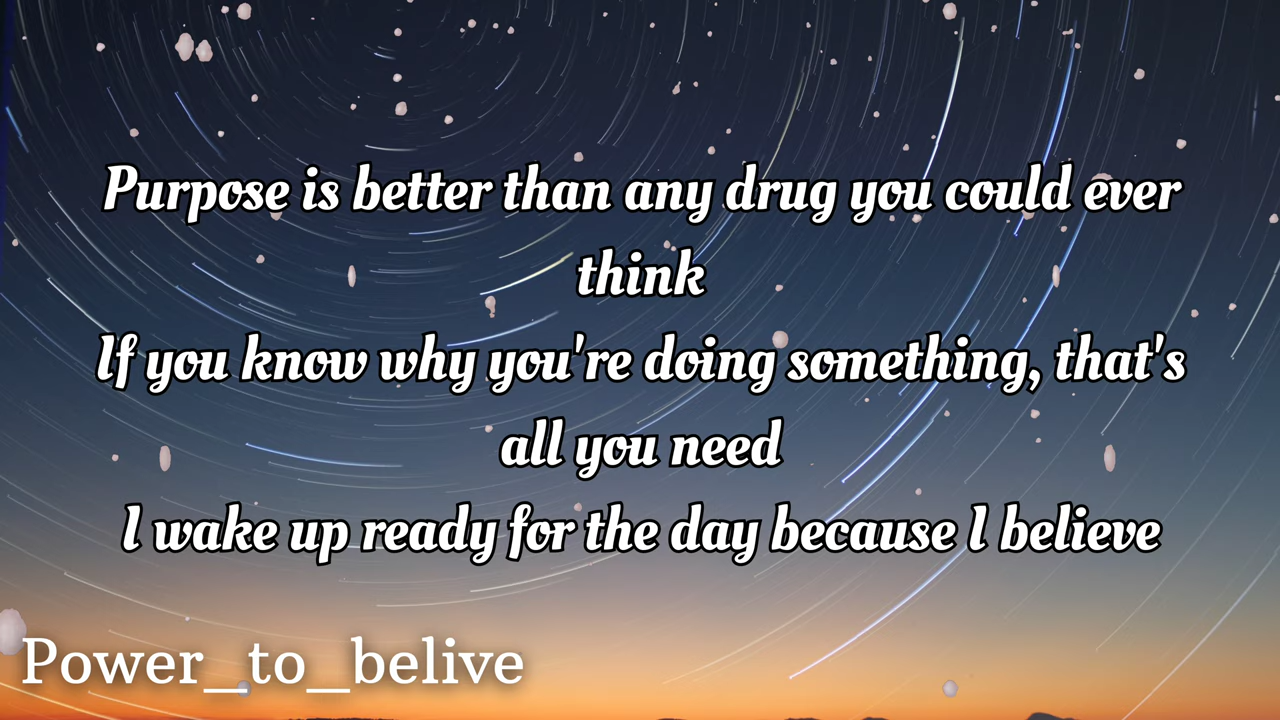 Purpose is better than any drug you could ever
think
If you know why you're doing something, that's
all you need
I wake up ready for the day because I believe
Power_to_belive